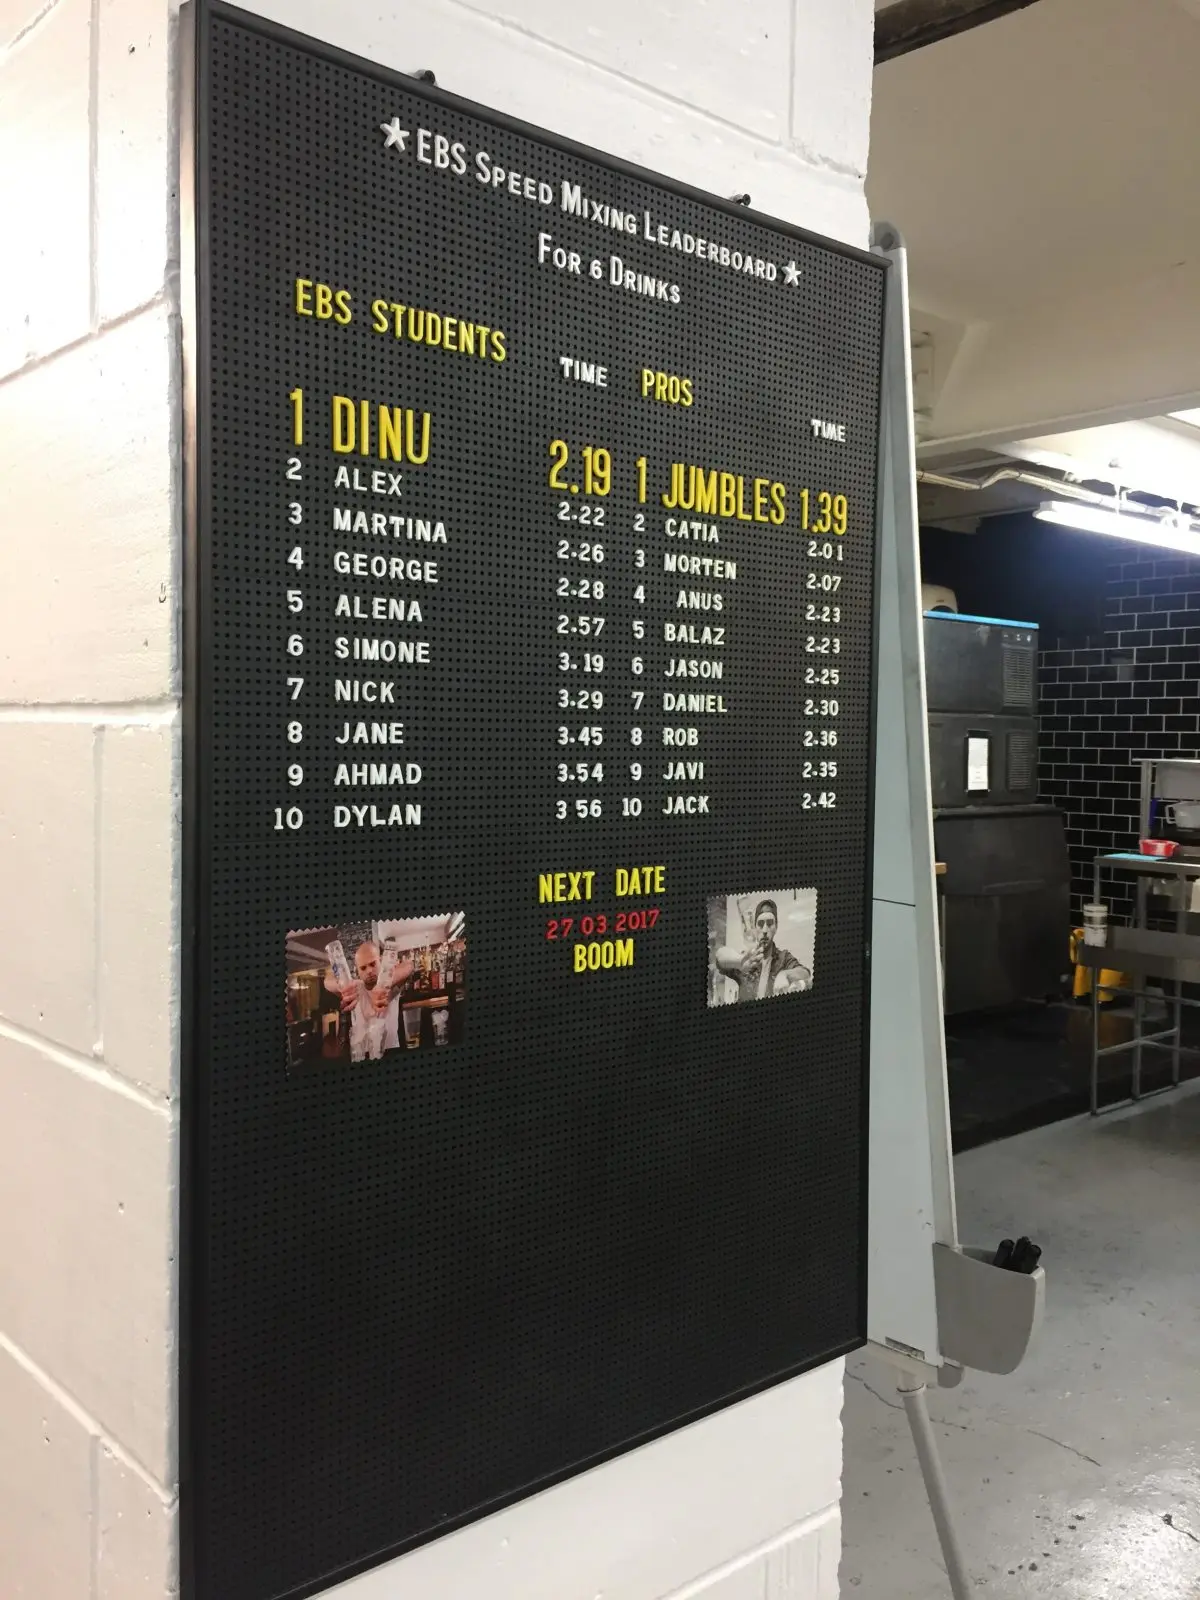 ★ EBS SPEED MIXING LEADERBOARD ★
FOR 6 DRINKS
EBS STUDENTS TIME
1 DINU 2.19
2 ALEX 2.22
3 MARTINA 2.26
4 GEORGE 2.28
5 ALENA 2.57
6 SIMONE 3.19
7 NICK 3.29
8 JANE 3.45
9 AHMAD 3.54
10 DYLAN 3 56
PROS TIME
1 JUMBLES 1.39
2 CATIA 2.01
3 MORTEN 2.07
4 ANUS 2.23
5 BALAZ 2.23
6 JASON 2.25
7 DANIEL 2.30
8 ROB 2.36
9 JAVI 2.35
10 JACK 2.42
NEXT DATE
27 03 2017
BOOM